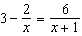 3 − 2/x = 6/(x + 1)